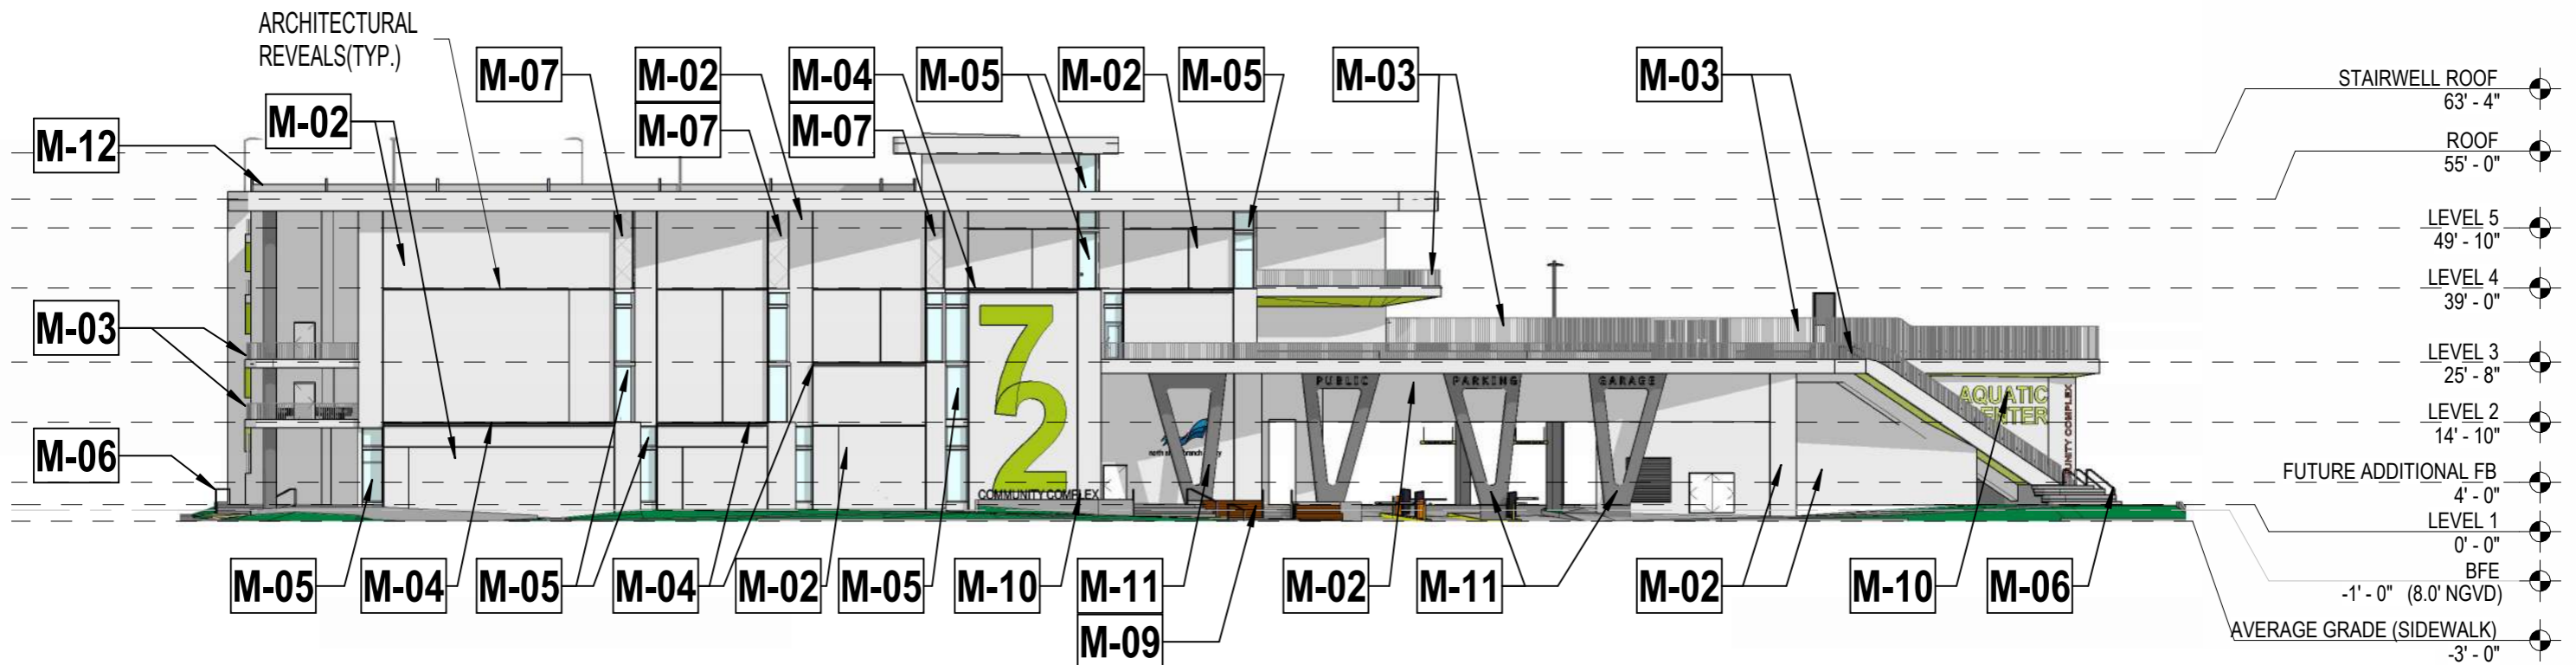 ARCHITECTURAL
REVEALS(TYP.)
M-07
M-02
M-07
M-04
M-07
M-05
M-02
M-05
M-03
M-03
M-02
M-12
M-03
M-06
STAIRWELL ROOF
63' - 4"
ROOF
55' - 0"
LEVEL 5
49' - 10"
LEVEL 4
39' - 0"
LEVEL 3
25' - 8"
LEVEL 2
14' - 10"
FUTURE ADDITIONAL FB
4' - 0"
LEVEL 1
0' - 0"
BFE
-1' - 0" (8.0' NGVD)
AVERAGE GRADE (SIDEWALK)
-3' - 0"
72
COMMUNITY COMPLEX
PUBLIC PARKING GARAGE
AQUATIC
COMPLEX
M-05
M-04
M-05
M-04
M-02
M-05
M-10
M-11
M-09
M-02
M-11
M-02
M-10
M-06